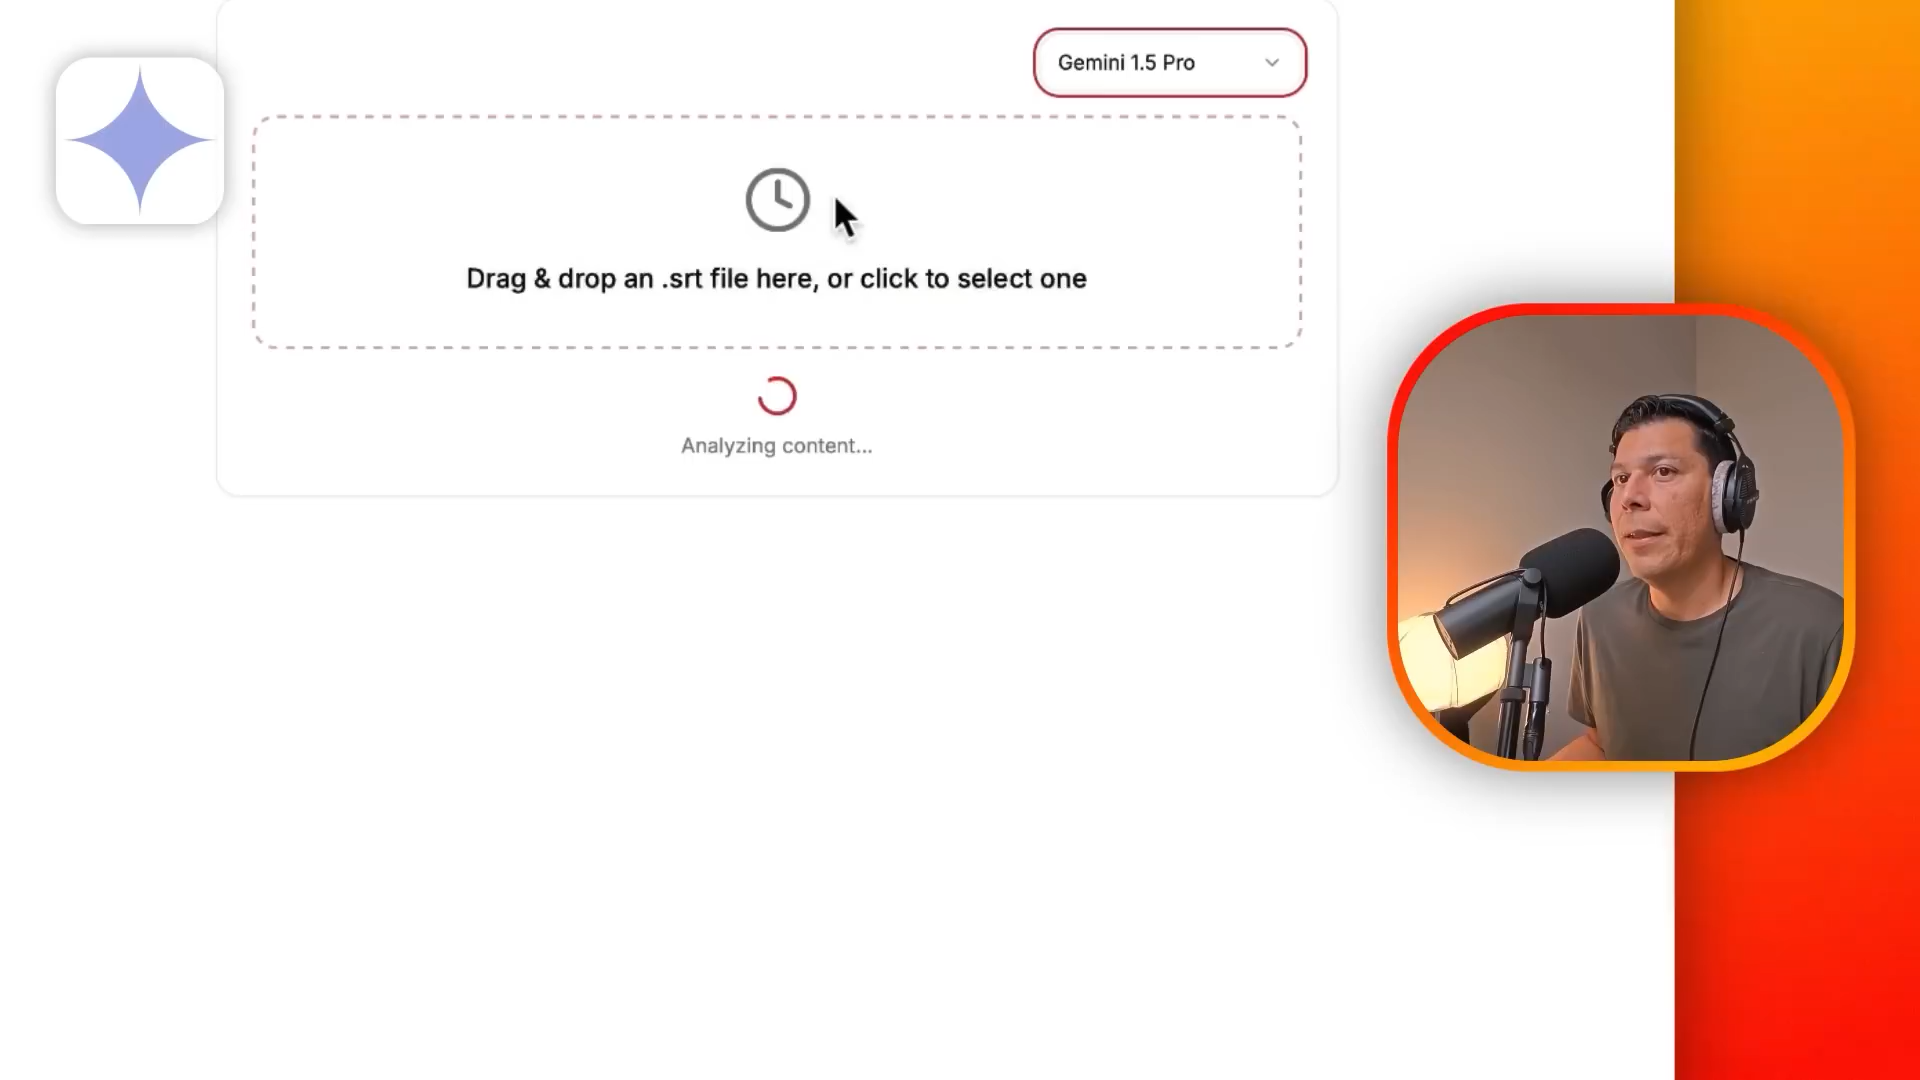 Gemini 1.5 Pro
Drag & drop an .srt file here, or click to select one
Analyzing content...